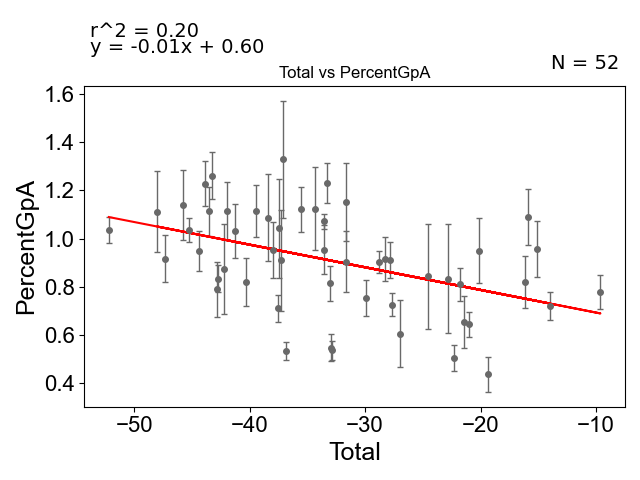 r^2 = 0.20
y = -0.01x + 0.60
N = 52
Total vs PercentGpA
1.6
1.4
1.2
1.0
0.8
0.6
0.4
PercentGpA
−50 −40 −30 −20 −10
Total